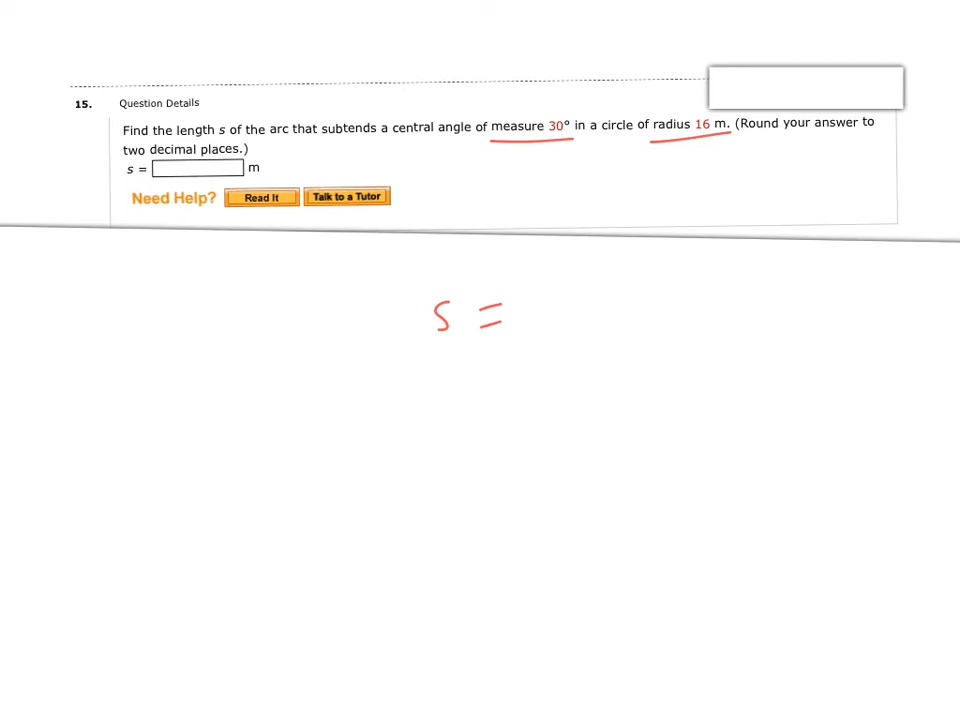 15. Question Details
Find the length s of the arc that subtends a central angle of measure 30° in a circle of radius 16 m. (Round your answer to
two decimal places.)
s = m
Need Help? Read It Talk to a Tutor
s =